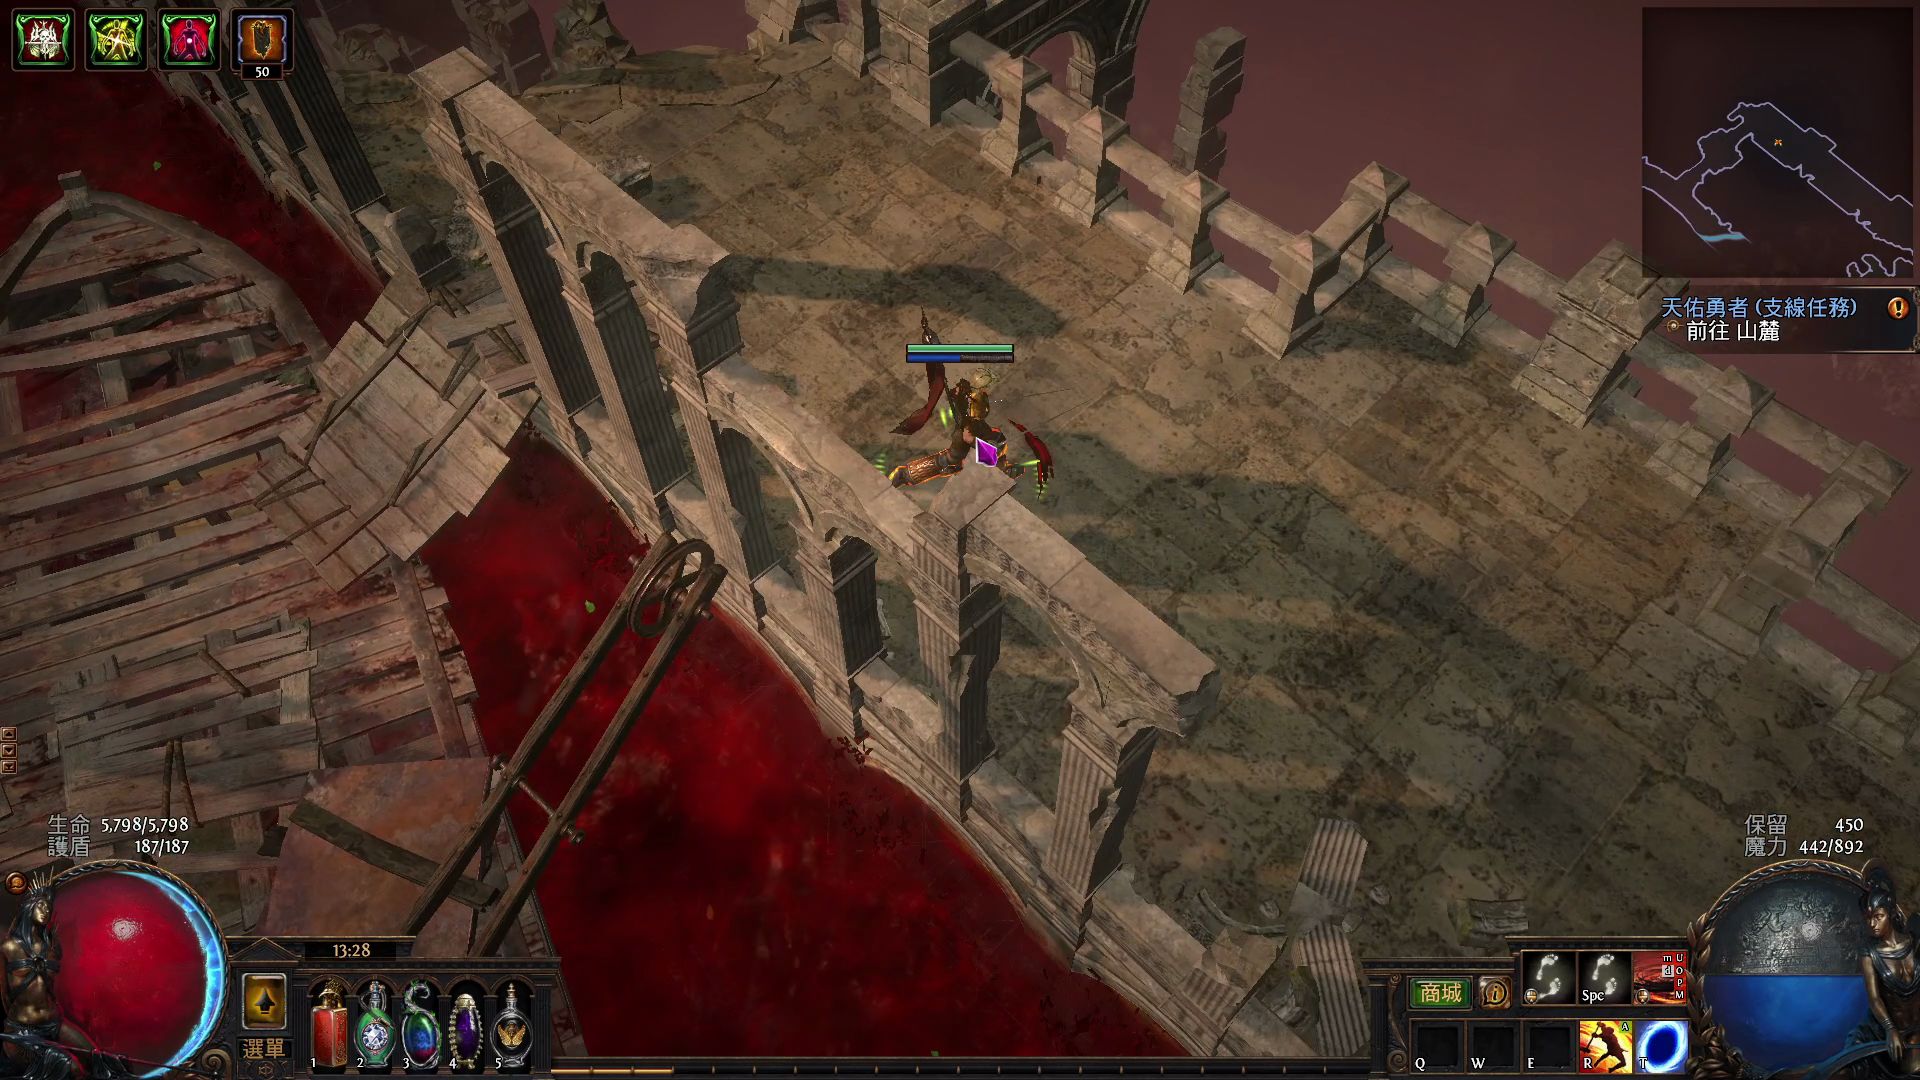 50
天佑勇者 (支線任務)
前往 山麓
生命 5,798/5,798
護盾 187/187
保留 450
魔力 442/892
13:28
選單
1 2 3 4 5
商城
Spc
m U
d O
P
M
A
Q W E R T